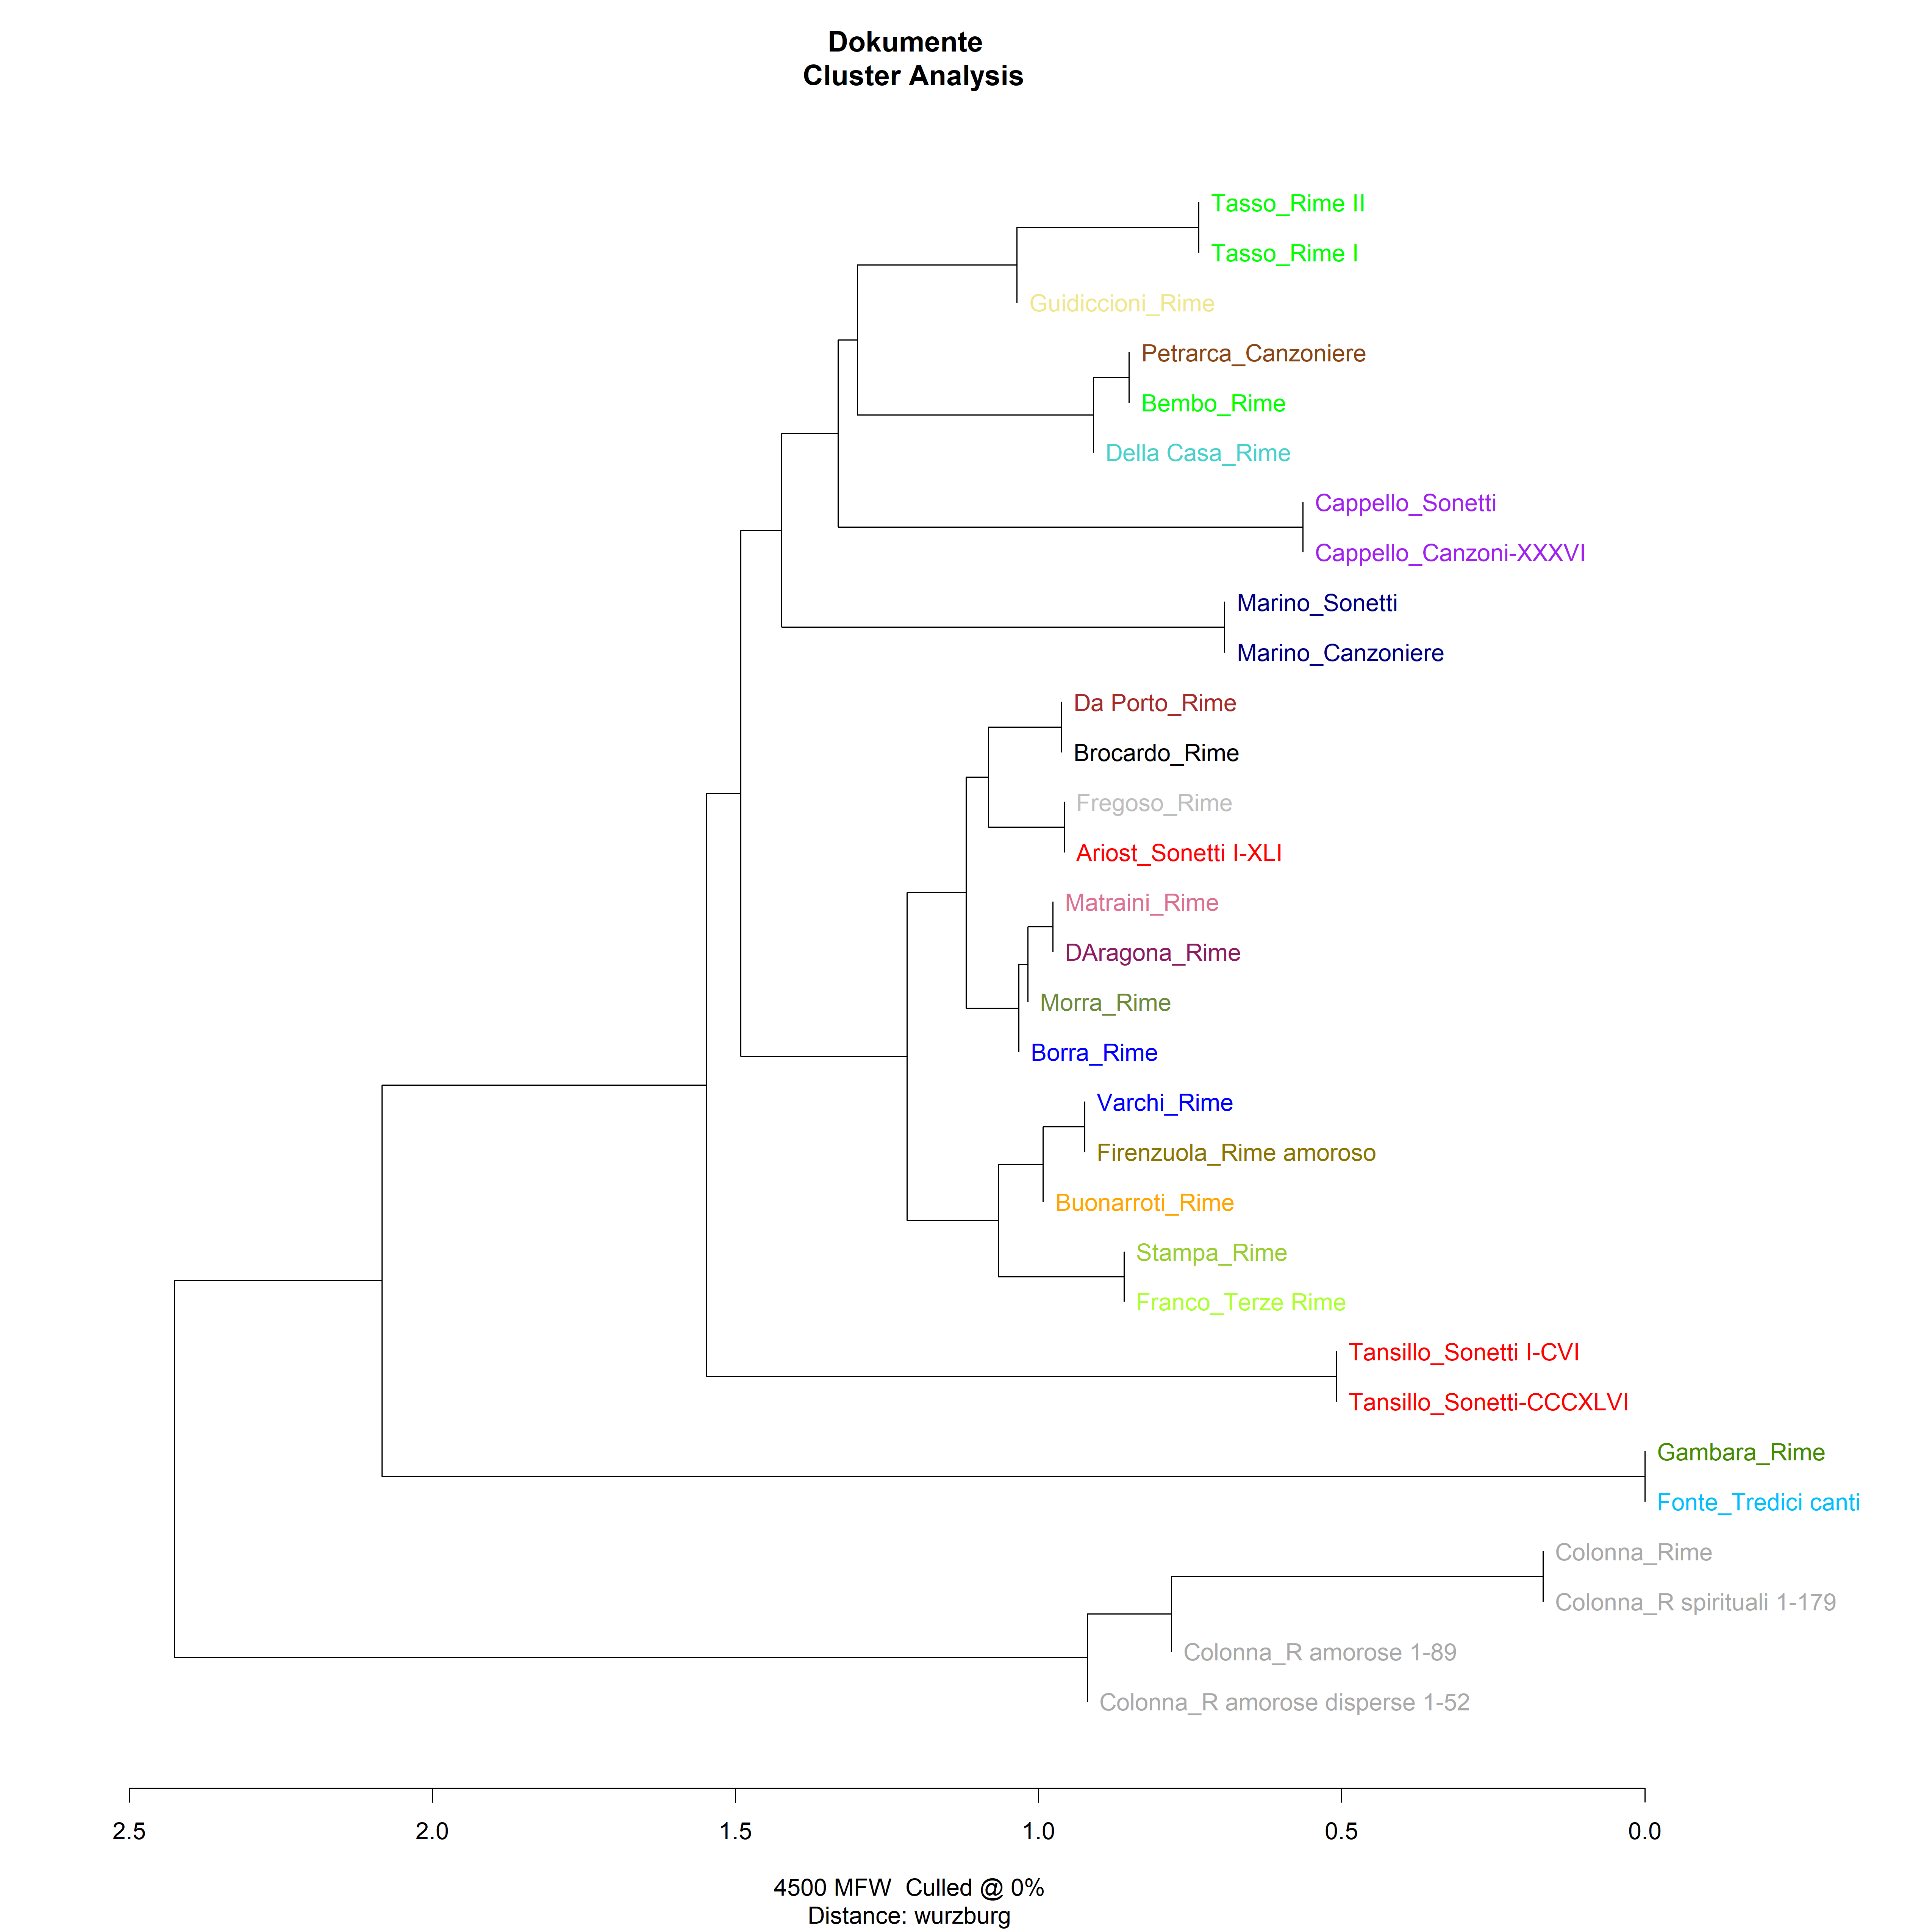 Dokumente
Cluster Analysis
Tasso_Rime II
Tasso_Rime I
Guidiccioni_Rime
Petrarca_Canzoniere
Bembo_Rime
Della Casa_Rime
Cappello_Sonetti
Cappello_Canzoni-XXXVI
Marino_Sonetti
Marino_Canzoniere
Da Porto_Rime
Brocardo_Rime
Fregoso_Rime
Ariost_Sonetti I-XLI
Matraini_Rime
DAragona_Rime
Morra_Rime
Borra_Rime
Varchi_Rime
Firenzuola_Rime amoroso
Buonarroti_Rime
Stampa_Rime
Franco_Terze Rime
Tansillo_Sonetti I-CVI
Tansillo_Sonetti-CCCXLVI
Gambara_Rime
Fonte_Tredici canti
Colonna_Rime
Colonna_R spirituali 1-179
Colonna_R amorose 1-89
Colonna_R amorose disperse 1-52
2.5 2.0 1.5 1.0 0.5 0.0
4500 MFW  Culled @ 0%
Distance: wurzburg